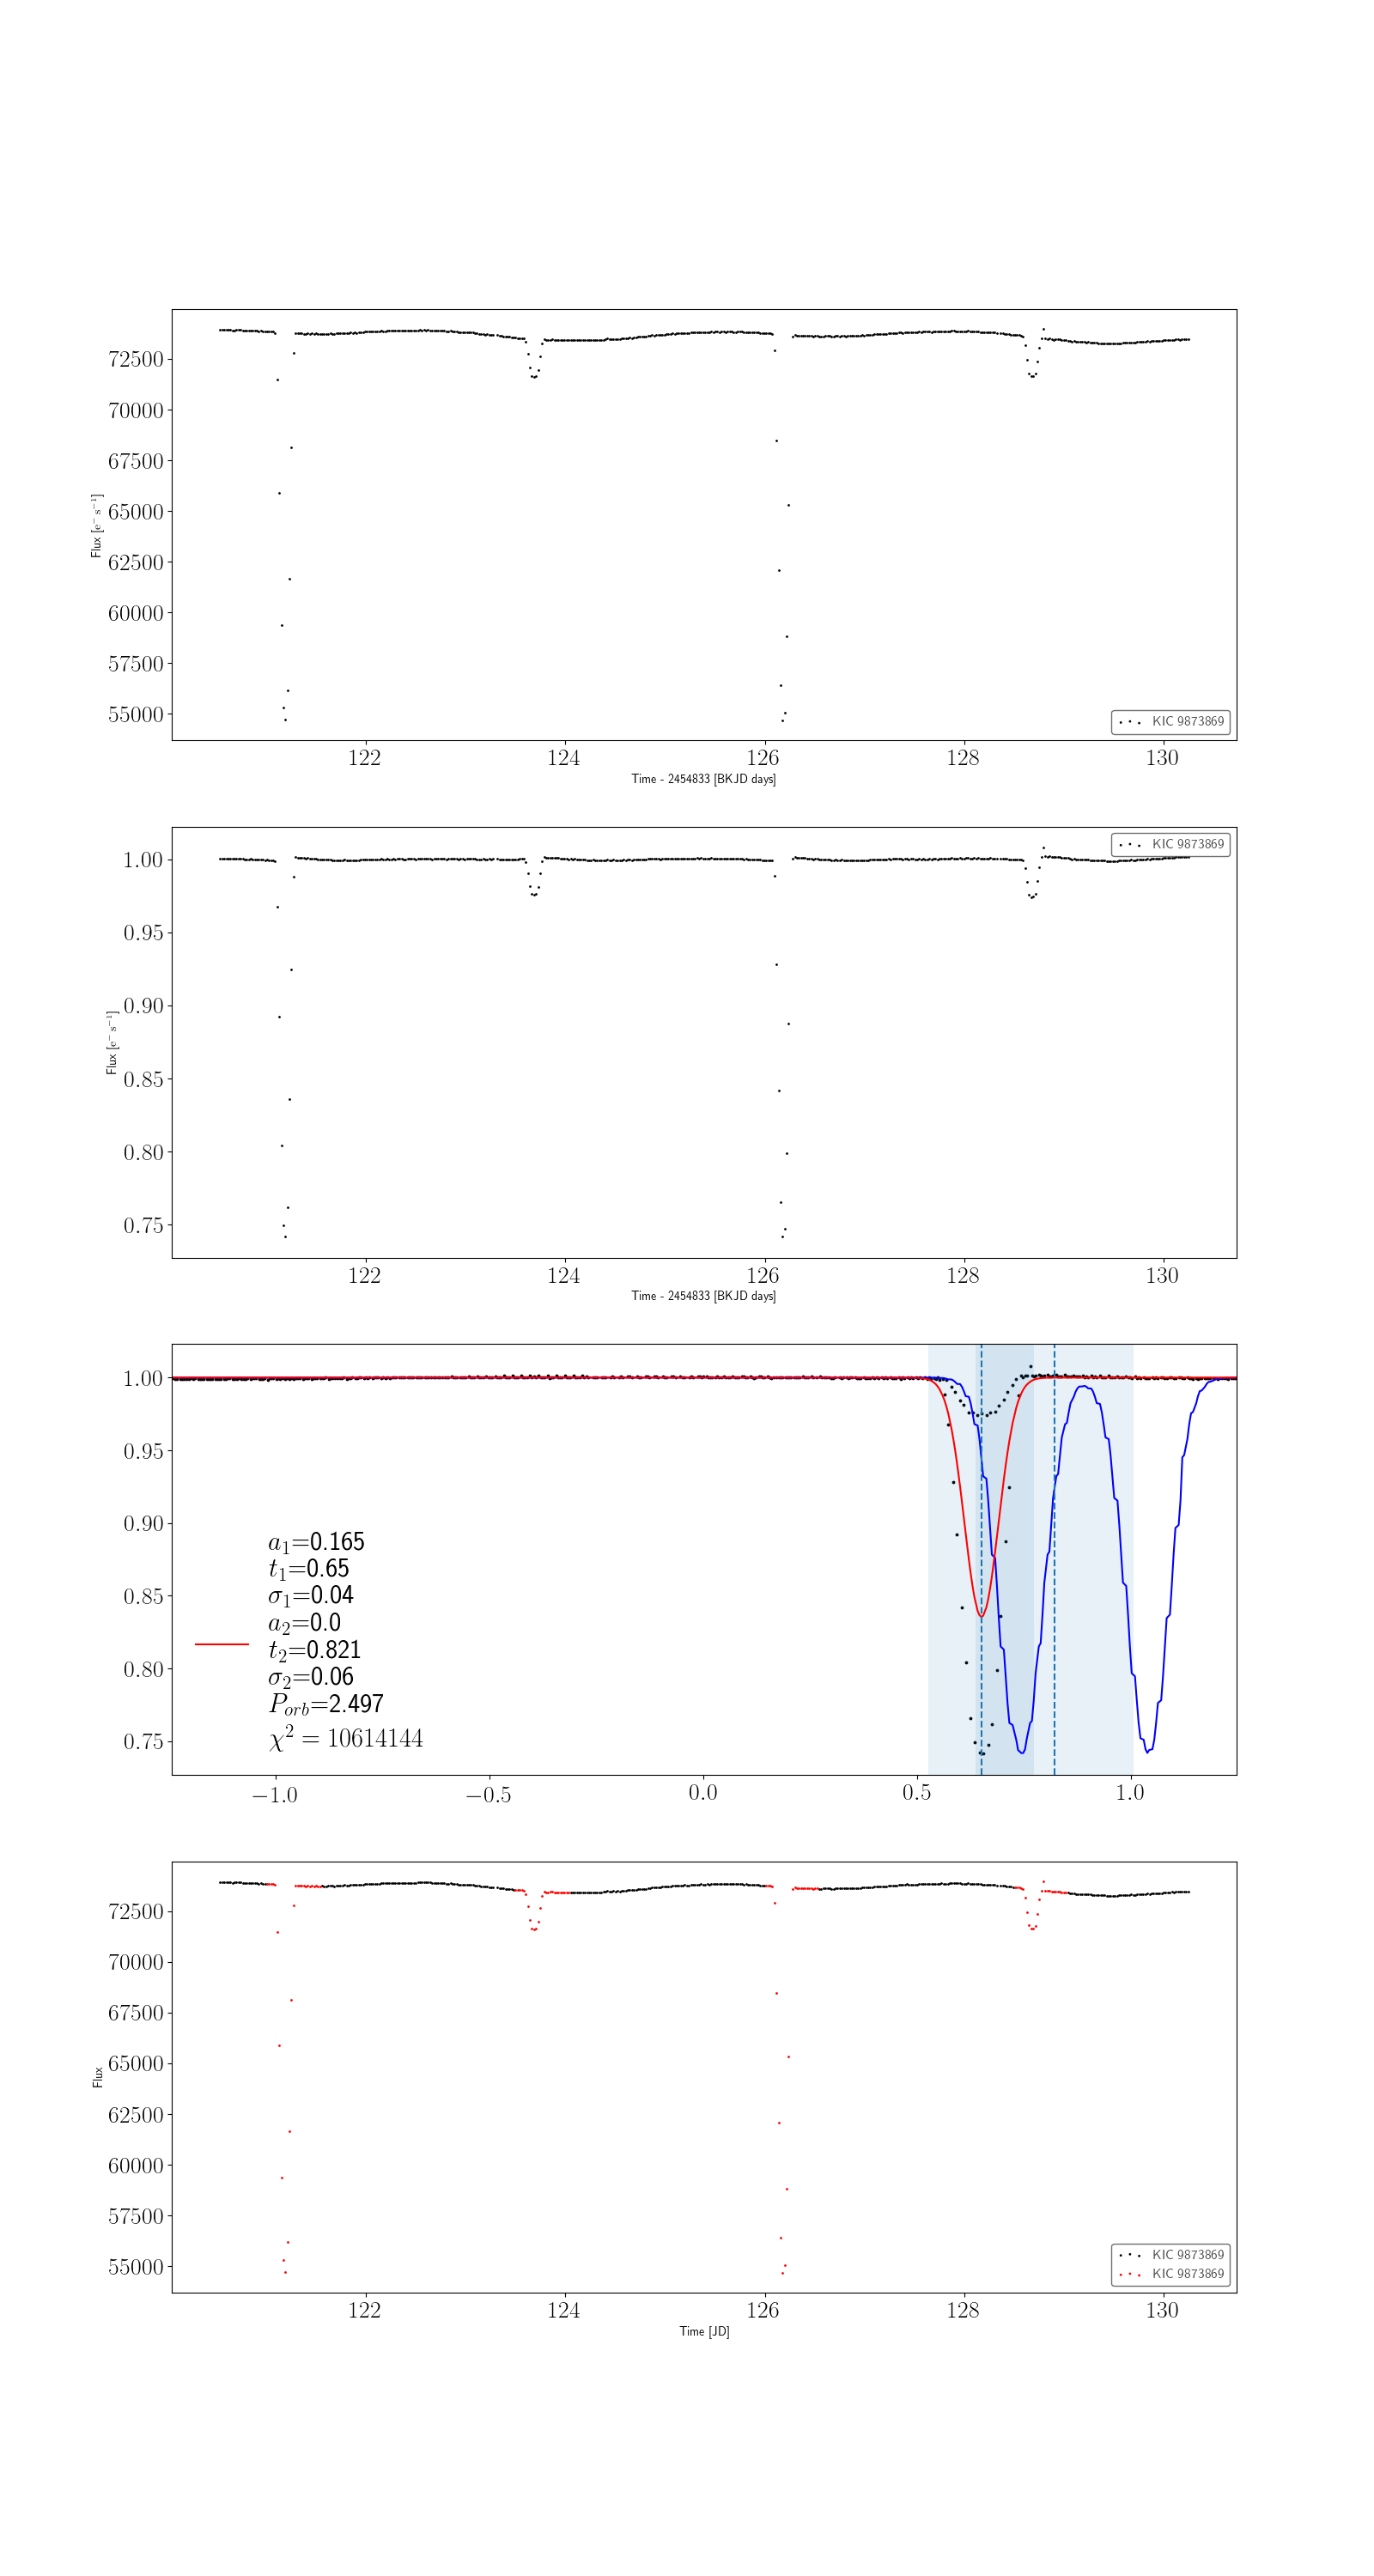 72500
70000
67500
65000
62500
60000
57500
55000
Flux [e⁻ s⁻¹]
KIC 9873869
122 124 126 128 130
Time - 2454833 [BKJD days]
KIC 9873869
1.00
0.95
0.90
0.85
0.80
0.75
Flux [e⁻ s⁻¹]
122 124 126 128 130
Time - 2454833 [BKJD days]
1.00
0.95
0.90
0.85
0.80
0.75
a₁=0.165
t₁=0.65
σ₁=0.04
a₂=0.0
t₂=0.821
σ₂=0.06
P_orb=2.497
χ² = 10614144
−1.0 −0.5 0.0 0.5 1.0
72500
70000
67500
65000
62500
60000
57500
55000
Flux
KIC 9873869
KIC 9873869
122 124 126 128 130
Time [JD]